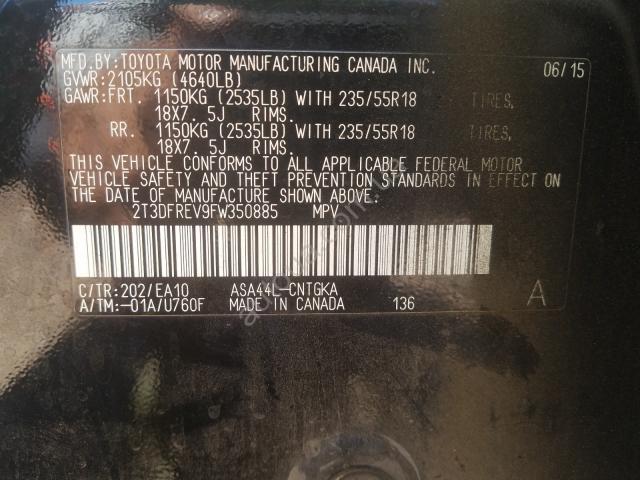 MFD.BY:TOYOTA MOTOR MANUFACTURING CANADA INC. 06/15
GVWR:2105KG (4640LB)
GAWR:FRT. 1150KG (2535LB) WITH 235/55R18 TIRES,
18X7.5J RIMS.
RR. 1150KG (2535LB) WITH 235/55R18 TIRES,
18X7.5J RIMS.
THIS VEHICLE CONFORMS TO ALL APPLICABLE FEDERAL MOTOR
VEHICLE SAFETY AND THEFT PREVENTION STANDARDS IN EFFECT ON
THE DATE OF MANUFACTURE SHOWN ABOVE.
2T3DFREV9FW350885 MPV
C/TR:202/EA10 ASA44L-CNTGKA
A/TM:-01A/U760F MADE IN CANADA 136 A